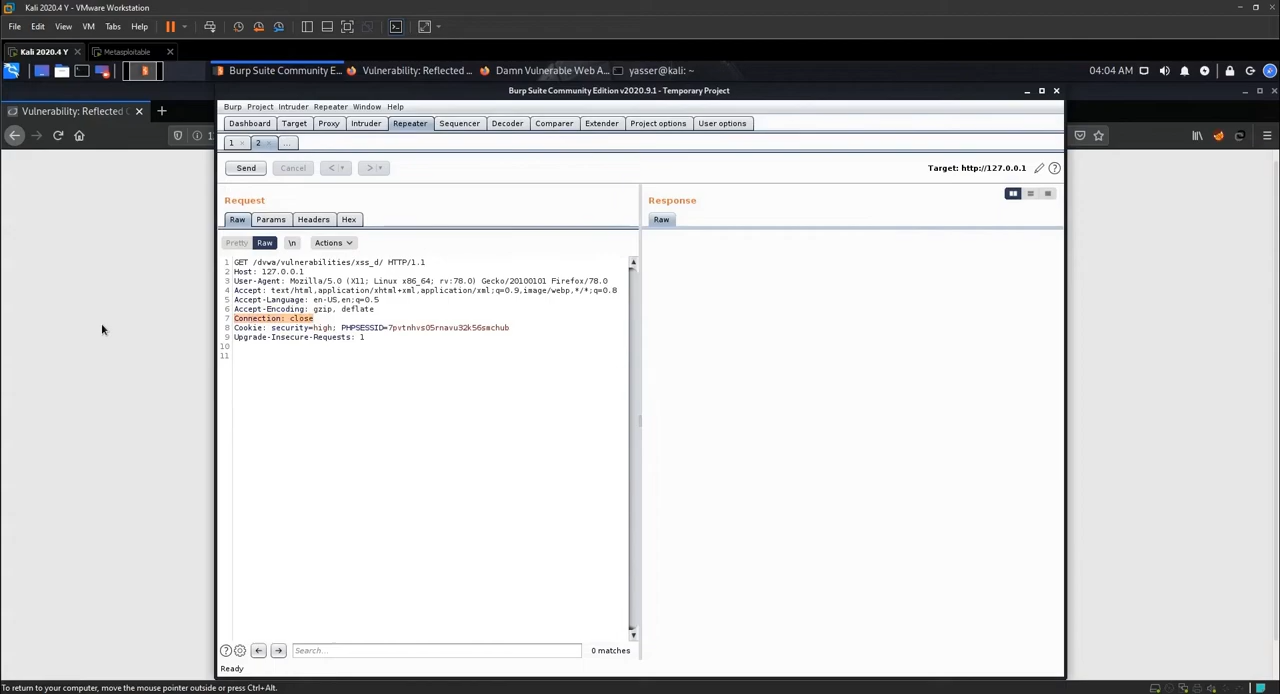 Kali 2020.4 Y - VMware Workstation
File Edit View VM Tabs Help
Kali 2020.4 Y Metasploitable
Burp Suite Community E... Vulnerability: Reflected ... Damn Vulnerable Web A... yasser@kali: ~ 04:04 AM
Burp Suite Community Edition v2020.9.1 - Temporary Project
Burp Project Intruder Repeater Window Help
Vulnerability: Reflected
Dashboard Target Proxy Intruder Repeater Sequencer Decoder Comparer Extender Project options User options
1 2 ...
Send Cancel < > Target: http://127.0.0.1
Request Response
Raw Params Headers Hex Raw
Pretty Raw \n Actions
1 GET /dvwa/vulnerabilities/xss_d/ HTTP/1.1
2 Host: 127.0.0.1
3 User-Agent: Mozilla/5.0 (X11; Linux x86_64; rv:78.0) Gecko/20100101 Firefox/78.0
4 Accept: text/html,application/xhtml+xml,application/xml;q=0.9,image/webp,*/*;q=0.8
5 Accept-Language: en-US,en;q=0.5
6 Accept-Encoding: gzip, deflate
7 Connection: close
8 Cookie: security=high; PHPSESSID=7pvtnhvs05rnavu32k56smchub
9 Upgrade-Insecure-Requests: 1
10
11
Search... 0 matches
Ready
To return to your computer, move the mouse pointer outside or press Ctrl+Alt.